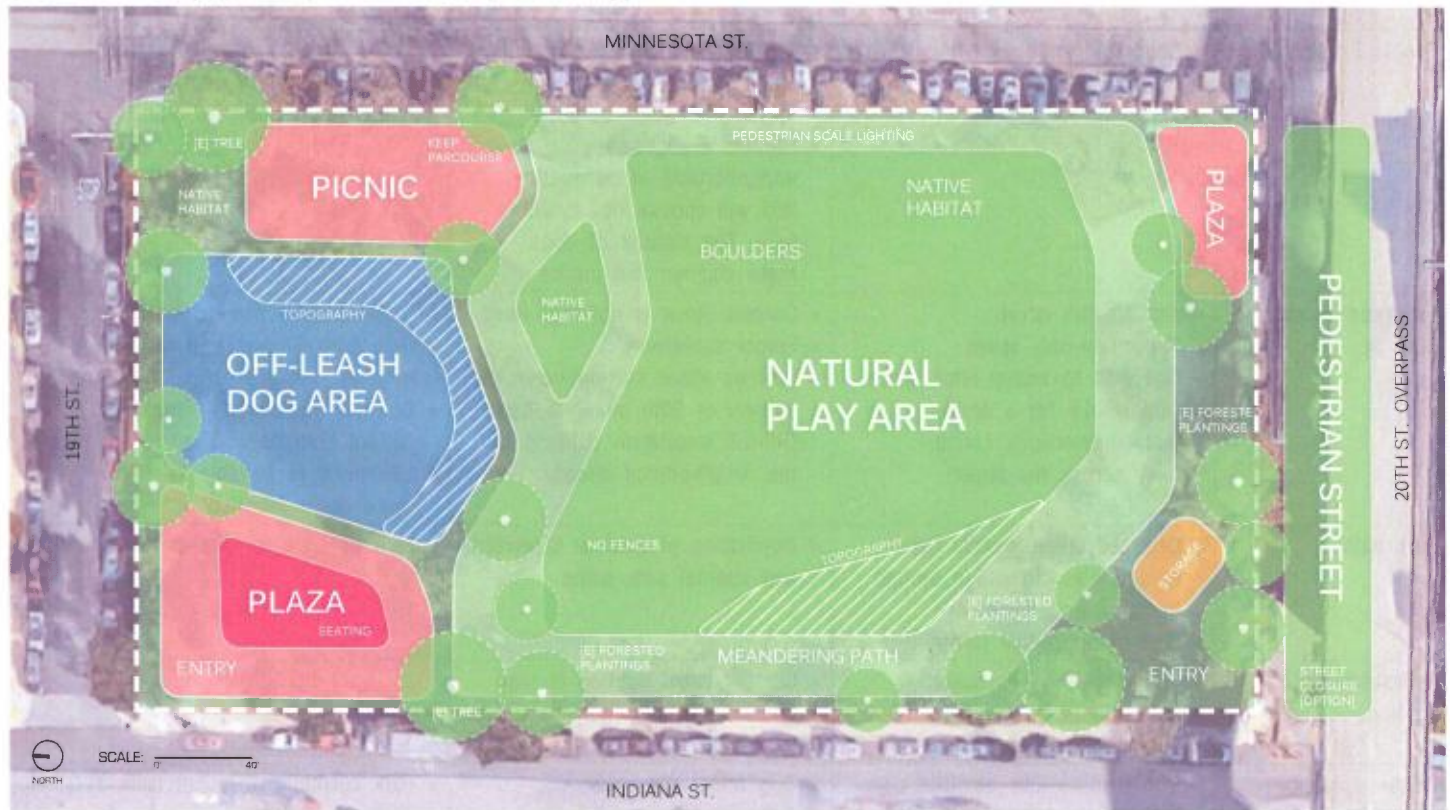 MINNESOTA ST.
PEDESTRIAN SCALE LIGHTING
[E] TREE
KEEP
PARCOURSE
PICNIC
NATIVE
HABITAT
NATIVE
HABITAT
PLAZA
BOULDERS
TOPOGRAPHY
NATIVE
HABITAT
OFF-LEASH
DOG AREA
NATURAL
PLAY AREA
19TH ST.
PEDESTRIAN STREET
20TH ST. OVERPASS
[E] FORESTE
PLANTINGS
NO FENCES
TOPOGRAPHY
STORAGE
PLAZA
SEATING
[E] FORESTED
PLANTINGS
[E] FORESTED
PLANTINGS
MEANDERING PATH
ENTRY
ENTRY
STREET
CLOSURE
(OPTION)
[E] TREE
NORTH
SCALE:
0'
40'
INDIANA ST.